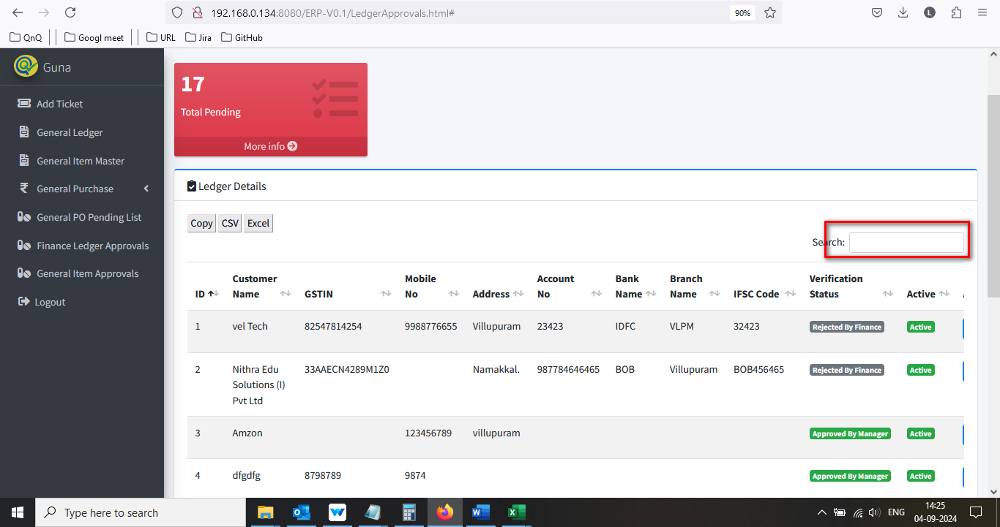 192.168.0.134:8080/ERP-V0.1/LedgerApprovals.html#
90%
L
QnQ
Googl meet
URL
Jira
GitHub
Guna
Add Ticket
General Ledger
General Item Master
General Purchase
General PO Pending List
Finance Ledger Approvals
General Item Approvals
Logout
17
Total Pending
More info
Ledger Details
Copy CSV Excel
Search:
ID Customer Name GSTIN Mobile No Address Account No Bank Name Branch Name IFSC Code Verification Status Active
1 vel Tech 82547814254 9988776655 Villupuram 23423 IDFC VLPM 32423 Rejected By Finance Active
2 Nithra Edu Solutions (I) Pvt Ltd 33AAECN4289M1Z0 Namakkal. 987784646465 BOB Villupuram BOB456465 Rejected By Finance Active
3 Amzon 123456789 villupuram Approved By Manager Active
4 dfgdfg 8798789 9874 Approved By Manager Active
Type here to search
ENG
14:25
04-09-2024